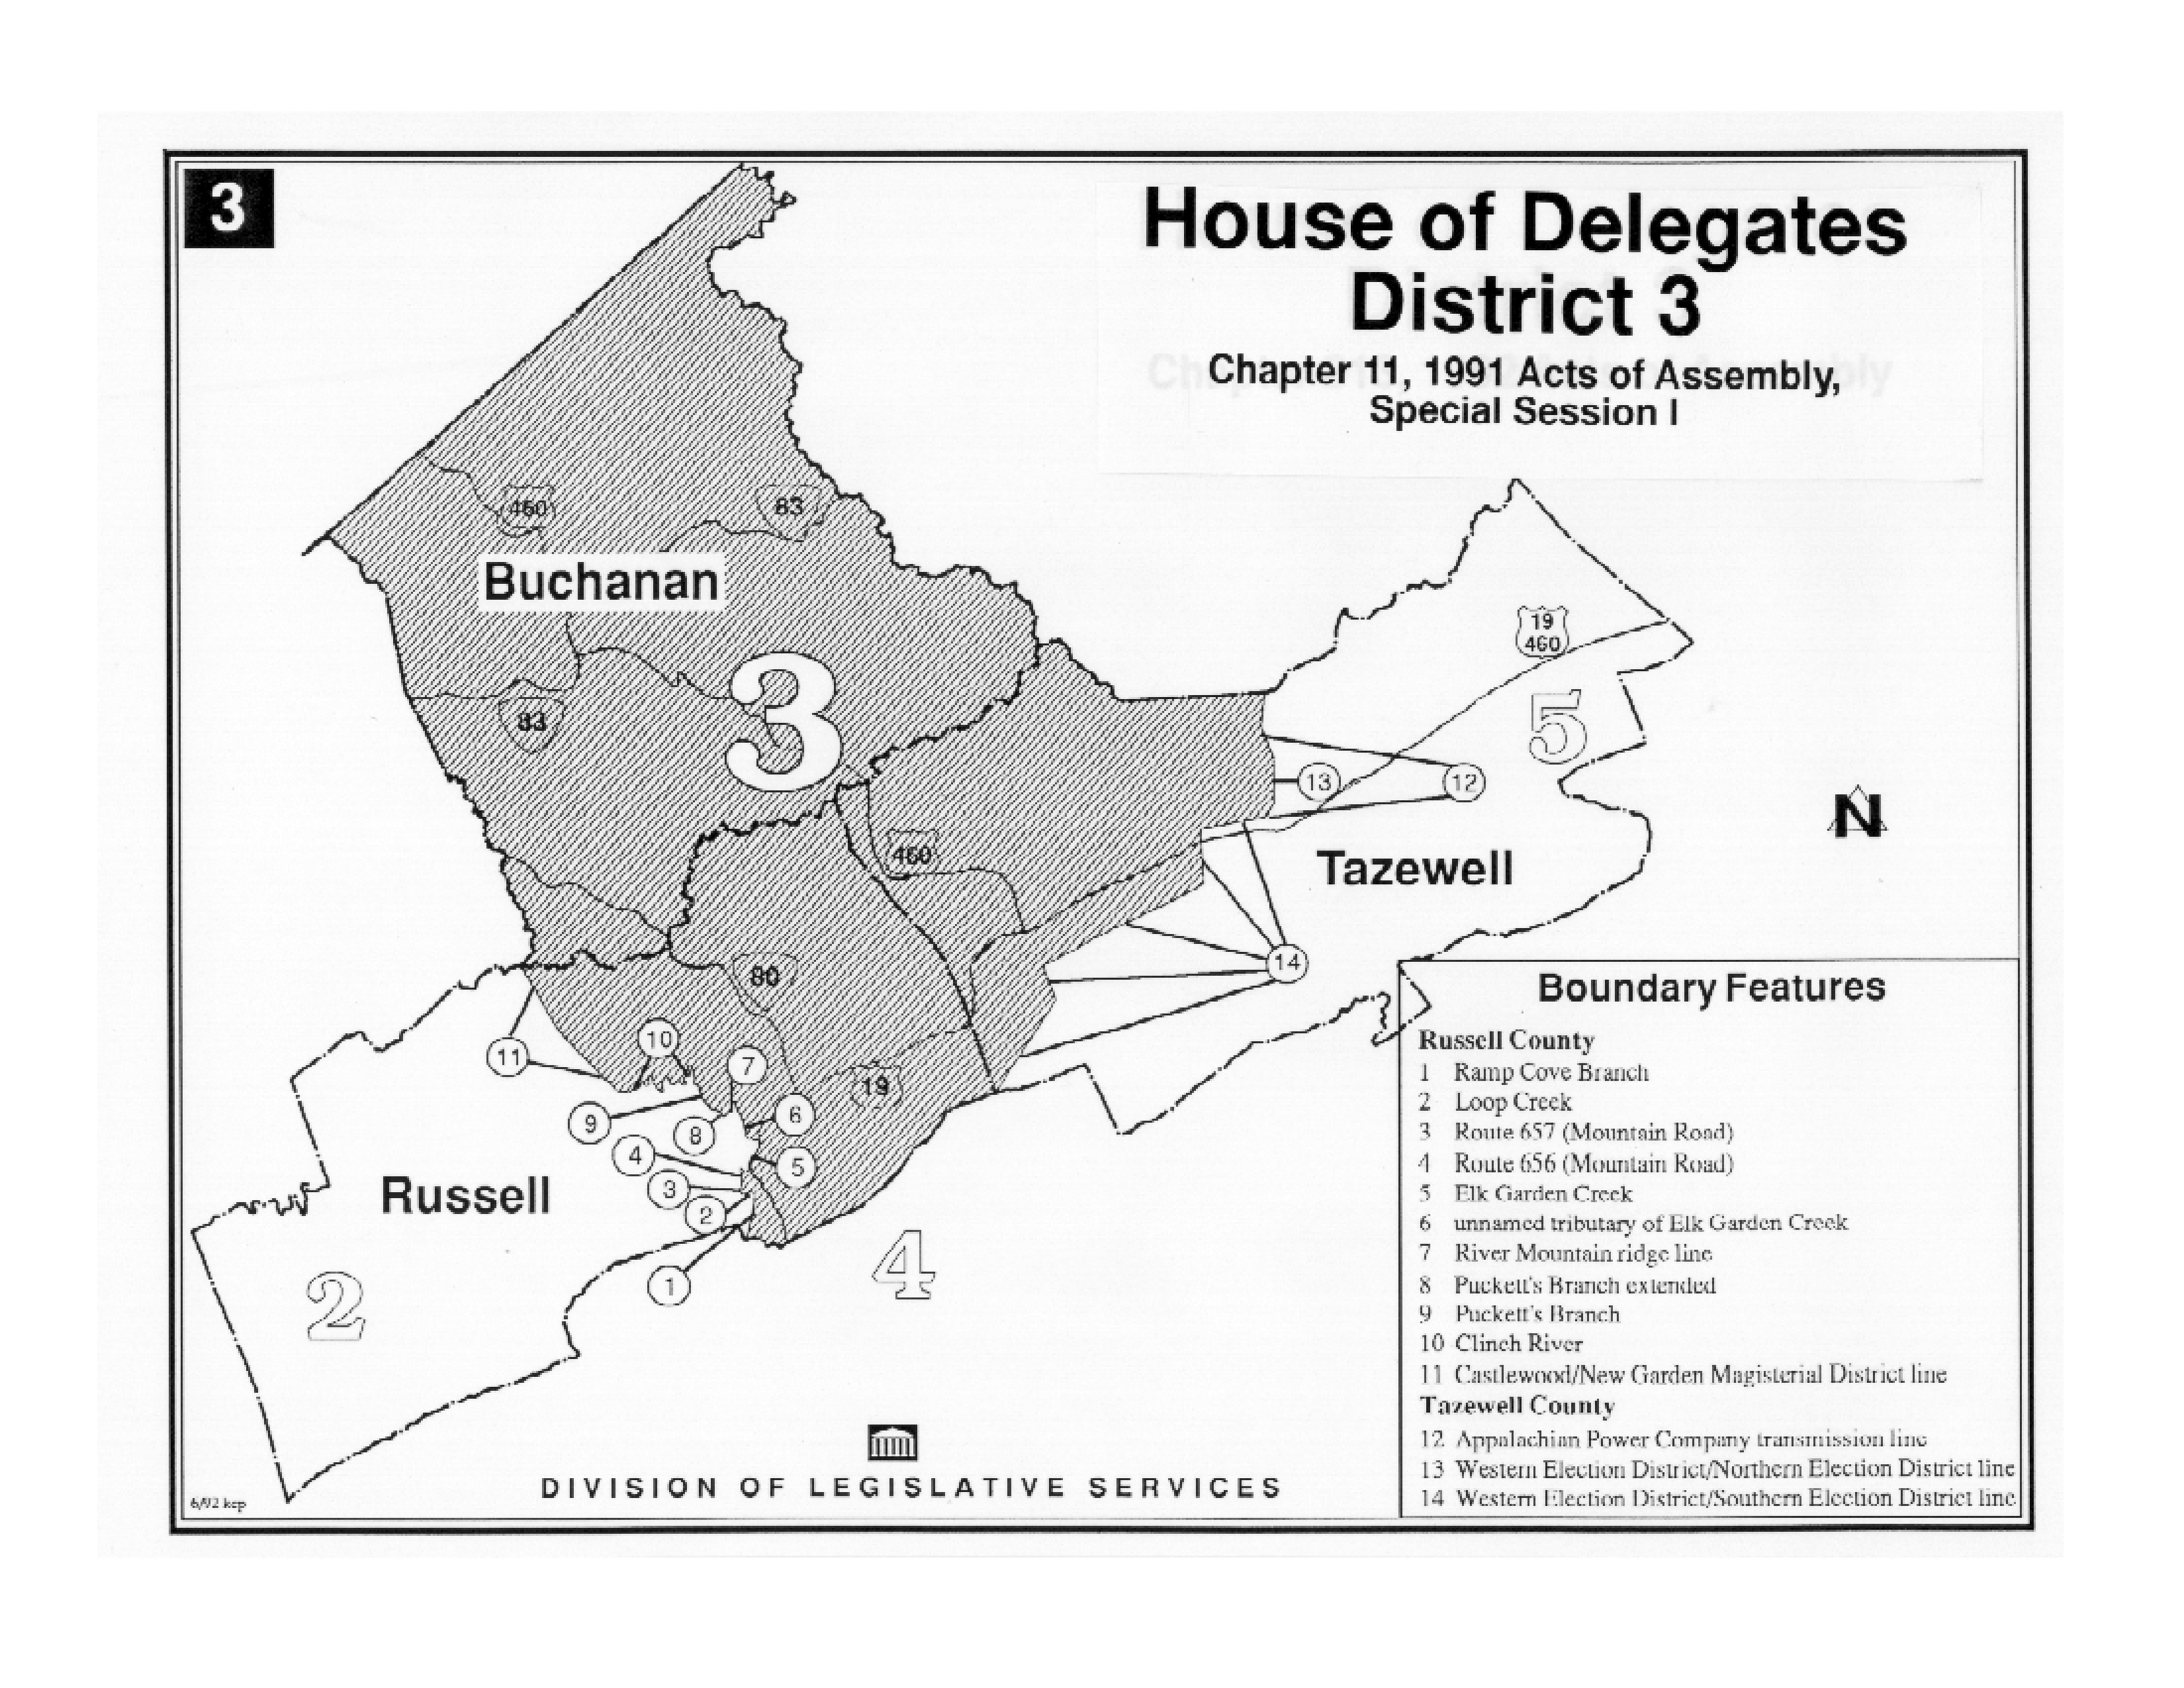 3
House of Delegates
District 3
Chapter 11, 1991 Acts of Assembly,
Special Session I
460
83
Buchanan
19
460
3
5
83
13
12
460
Tazewell
N
80
14
11
10
7
19
9
8
6
4
5
3
2
Russell
1
4
2
Boundary Features
Russell County
1 Ramp Cove Branch
2 Loop Creek
3 Route 657 (Mountain Road)
4 Route 656 (Mountain Road)
5 Elk Garden Creek
6 unnamed tributary of Elk Garden Creek
7 River Mountain ridge line
8 Puckett's Branch extended
9 Puckett's Branch
10 Clinch River
11 Castlewood/New Garden Magisterial District line
Tazewell County
12 Appalachian Power Company transmission line
13 Western Election District/Northern Election District line
14 Western Election District/Southern Election District line
DIVISION OF LEGISLATIVE SERVICES
6/92 kcp